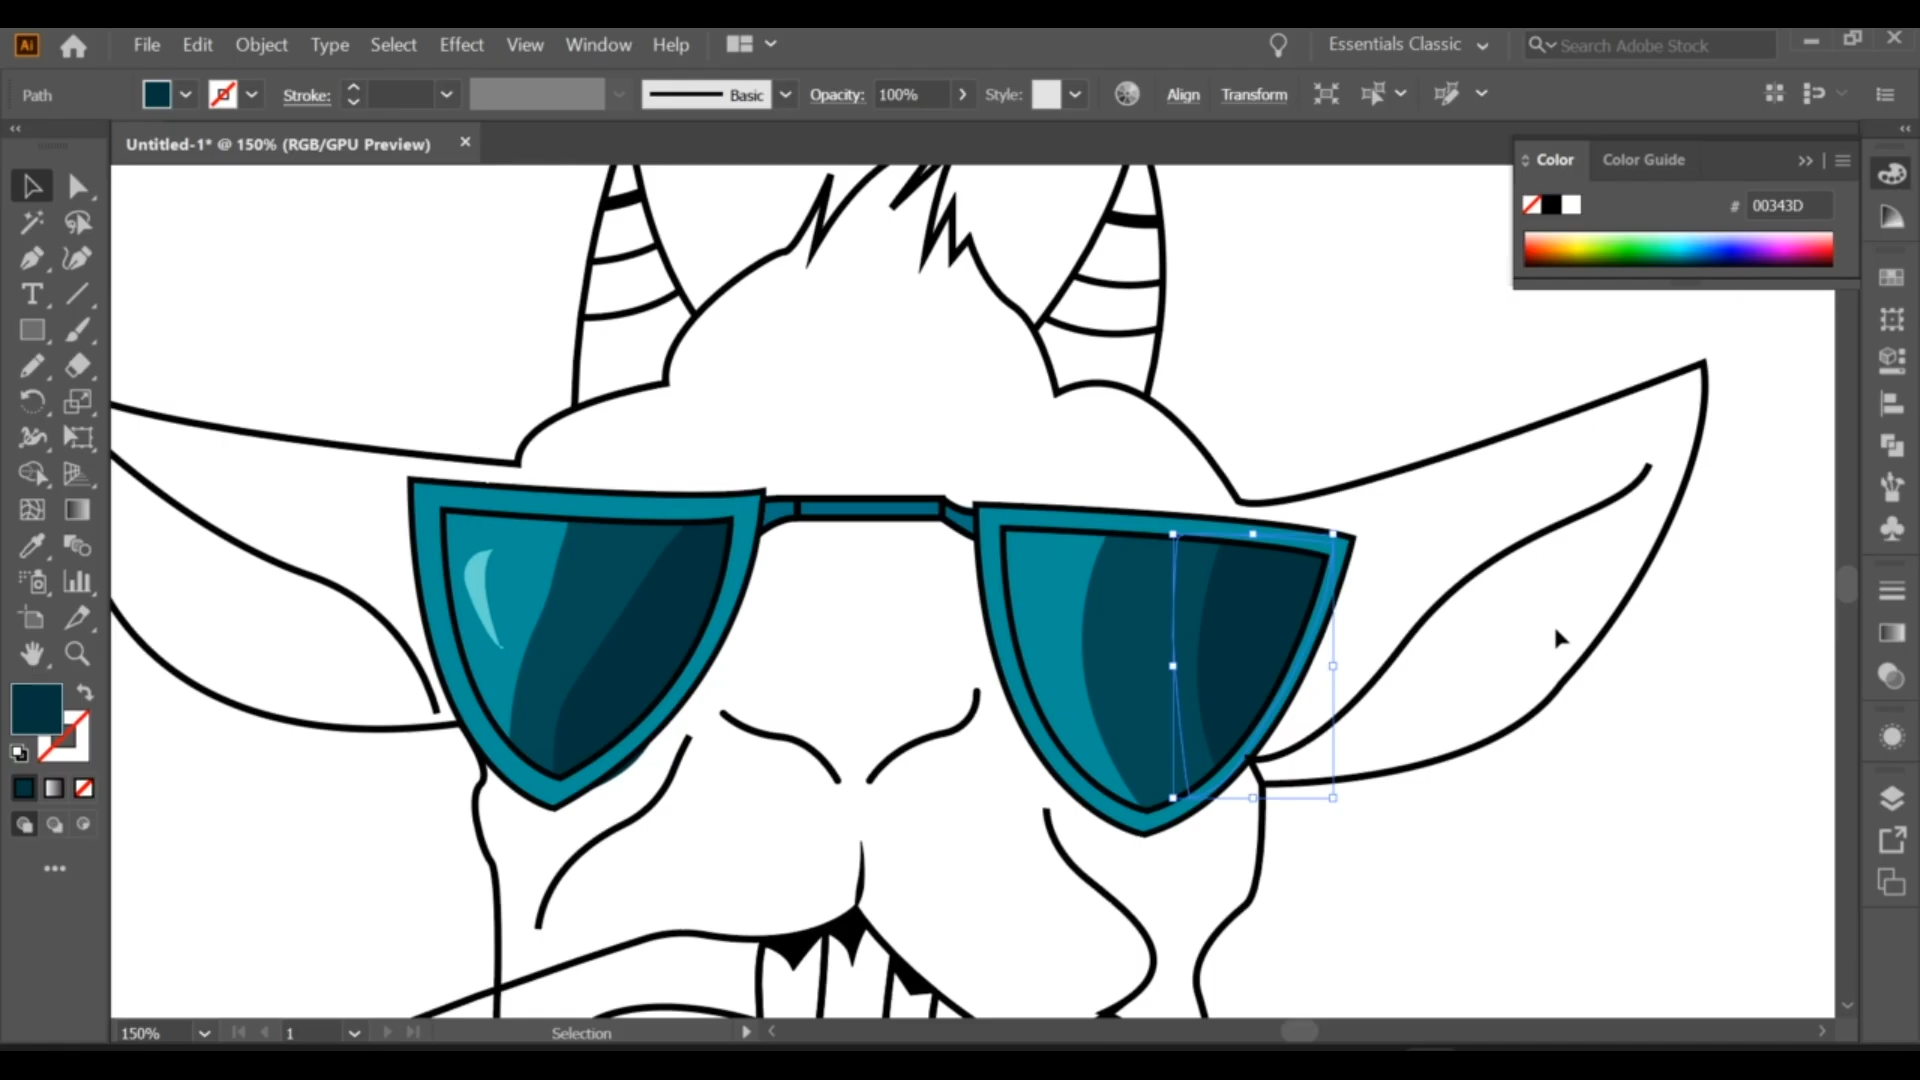 Ai File Edit Object Type Select Effect View Window Help Essentials Classic Search Adobe Stock
Path Stroke: Basic Opacity: 100% Style: Align Transform
Untitled-1* @ 150% (RGB/GPU Preview)
Color Color Guide
# 00343D
T
150% 1 Selection